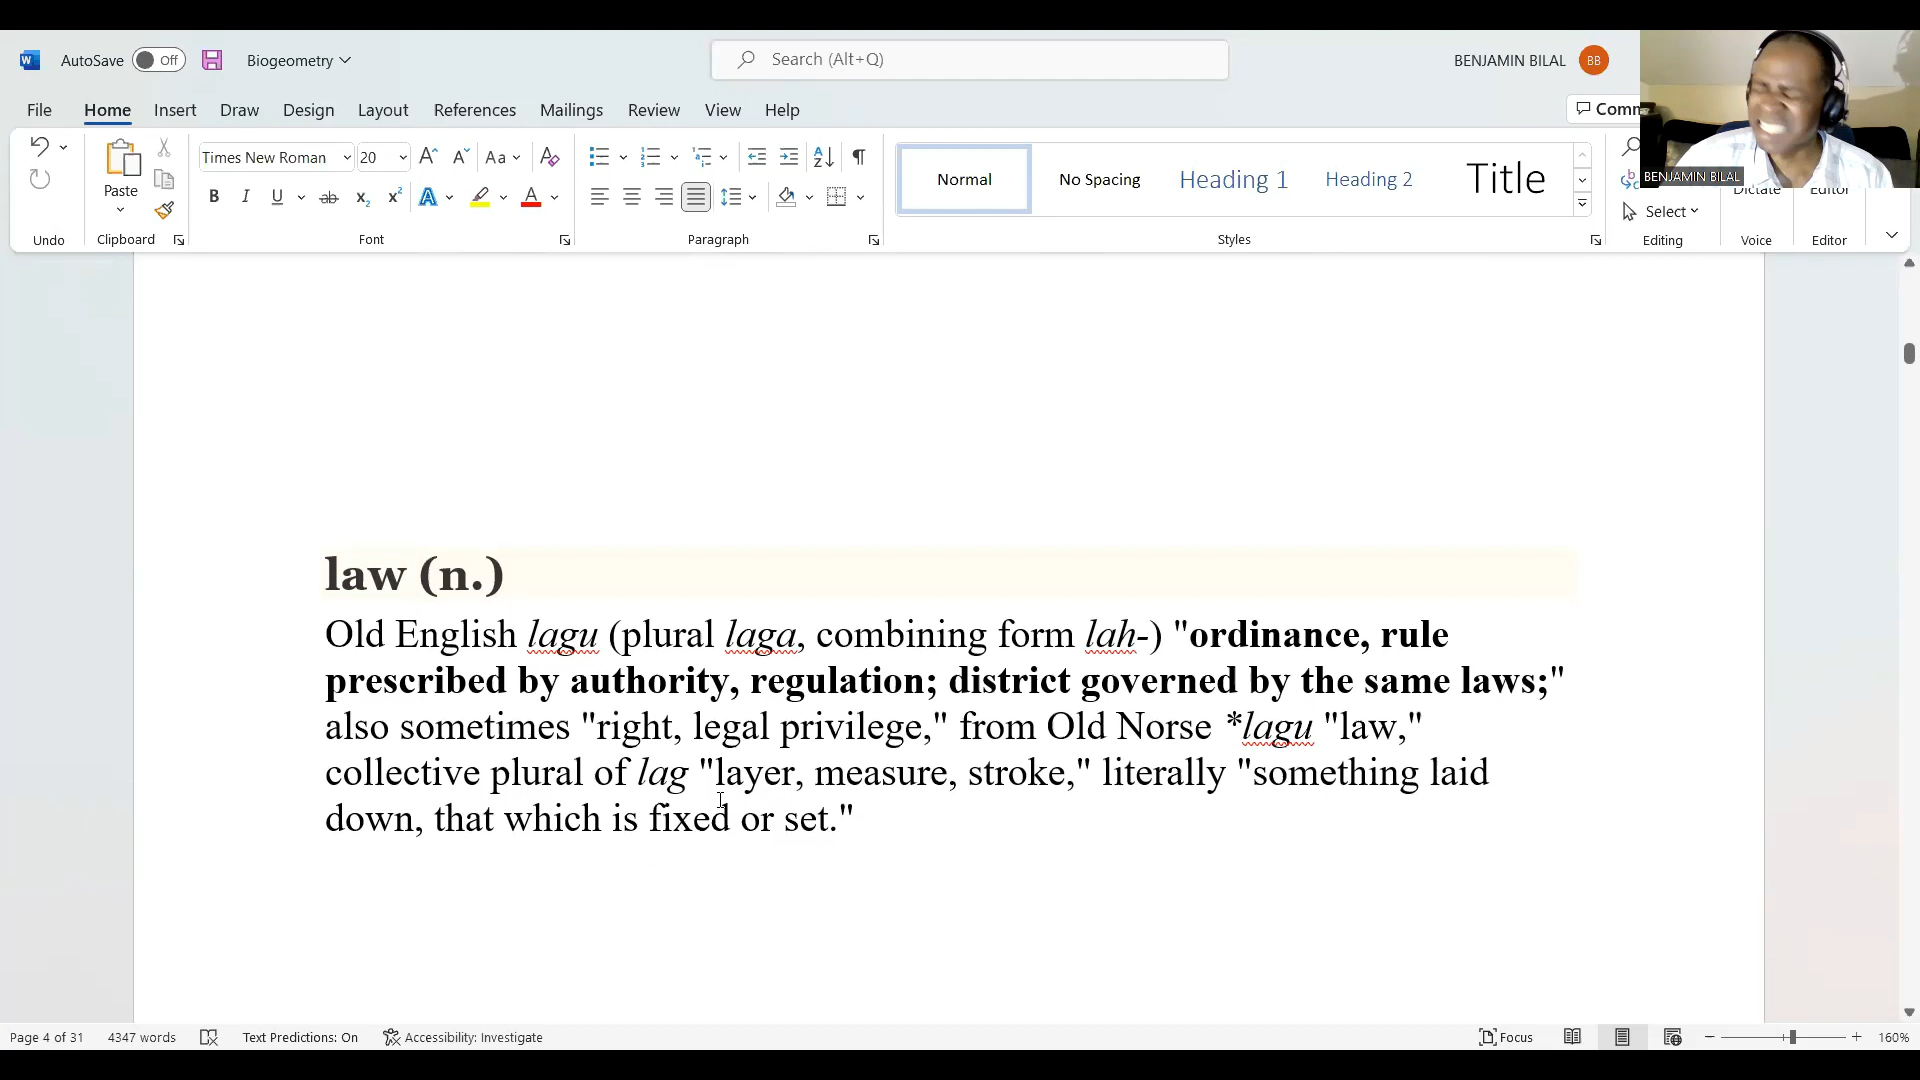 AutoSave Off Biogeometry Search (Alt+Q) BENJAMIN BILAL BB
File Home Insert Draw Design Layout References Mailings Review View Help
Times New Roman 20 Aa
Paste
Normal No Spacing Heading 1 Heading 2 Title
BENJAMIN BILAL
Select
Undo Clipboard Font Paragraph Styles Editing Voice Editor
law (n.)
Old English lagu (plural laga, combining form lah-) "ordinance, rule
prescribed by authority, regulation; district governed by the same laws;"
also sometimes "right, legal privilege," from Old Norse *lagu "law,"
collective plural of lag "layer, measure, stroke," literally "something laid
down, that which is fixed or set."
Page 4 of 31 4347 words Text Predictions: On Accessibility: Investigate Focus 160%